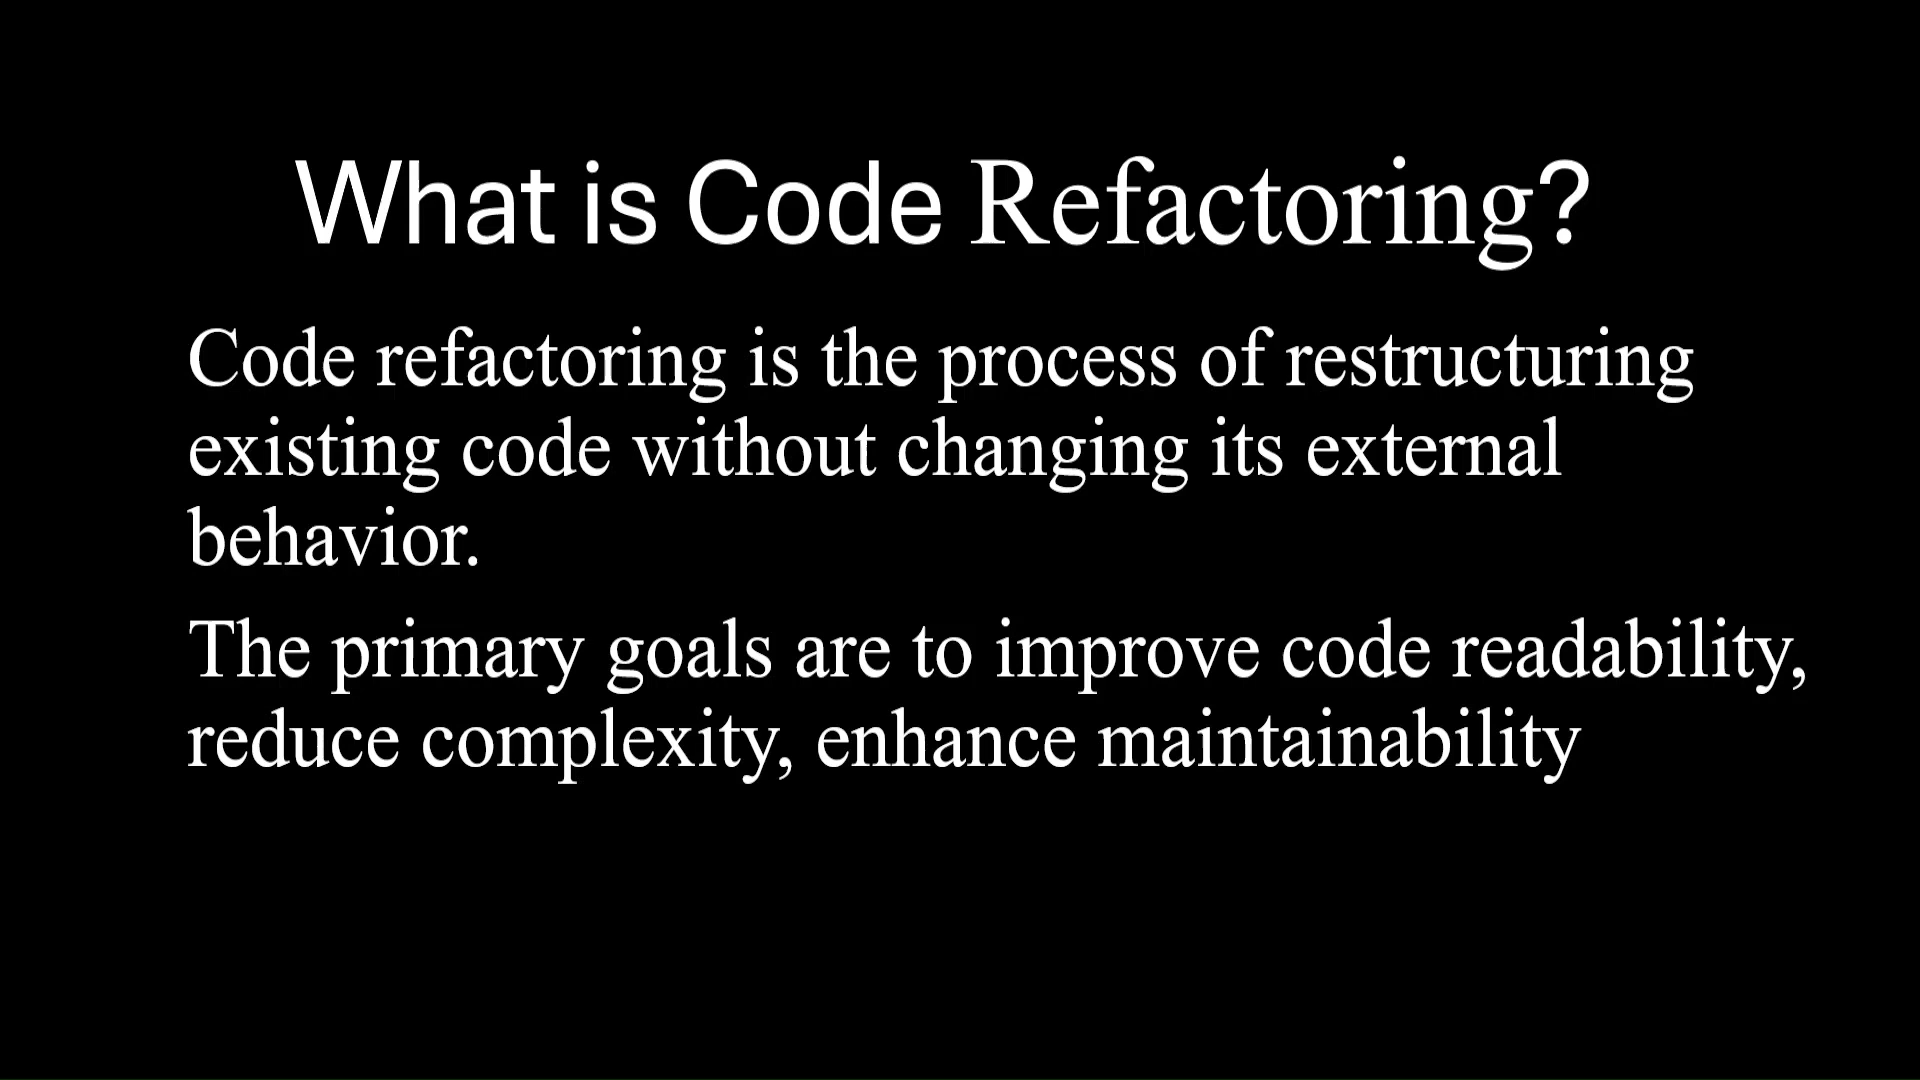 What is Code Refactoring?
Code refactoring is the process of restructuring
existing code without changing its external
behavior.
The primary goals are to improve code readability,
reduce complexity, enhance maintainability